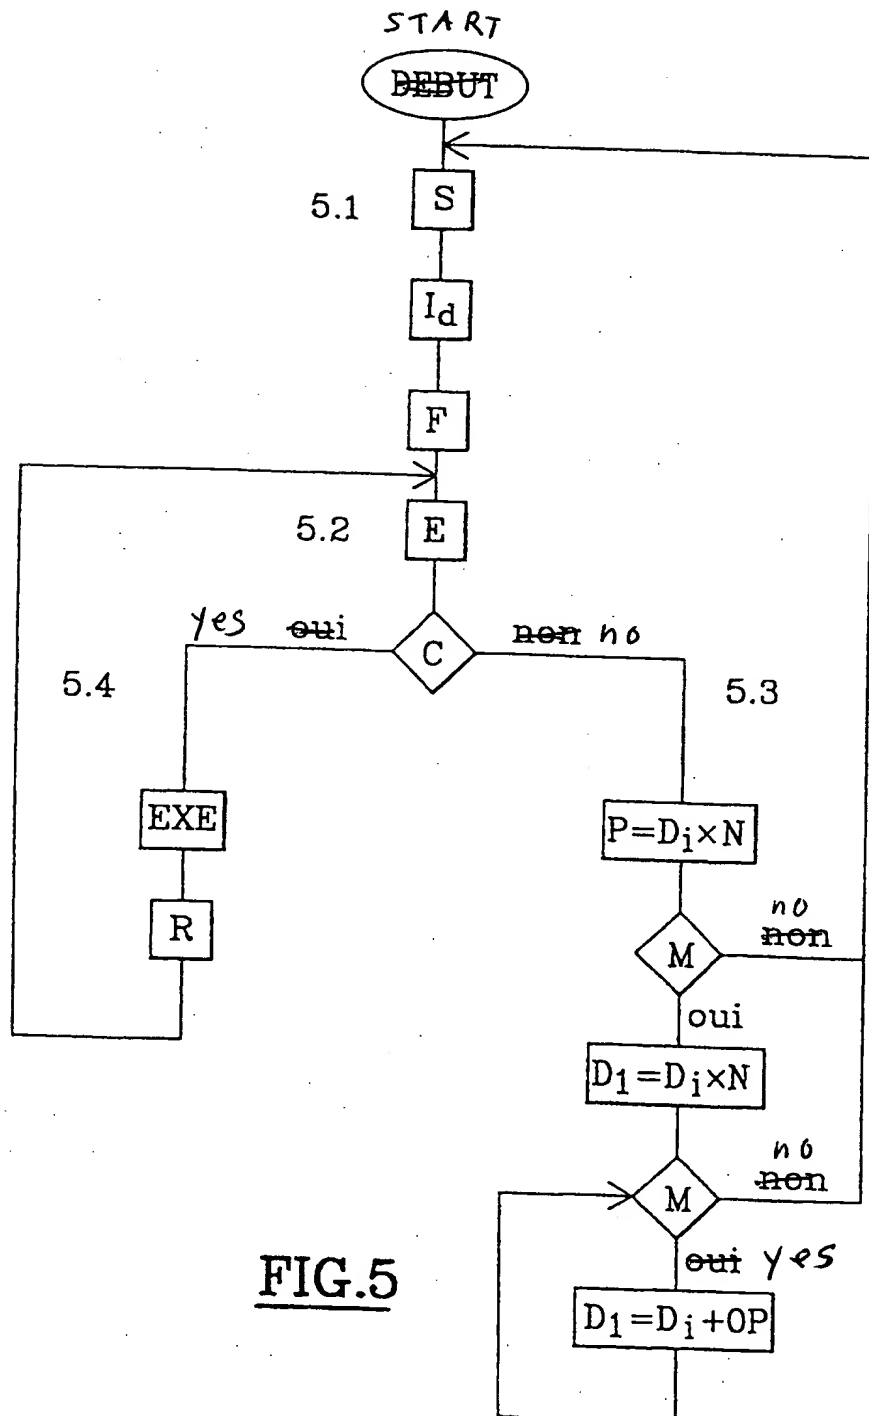 START
DEBUT
5.1
S
Id
F
5.2
E
yes oui
C
non no
5.4
5.3
EXE
P=Di×N
R
no
non
M
oui
D1=Di×N
no
non
M
oui yes
FIG.5
D1=Di+OP